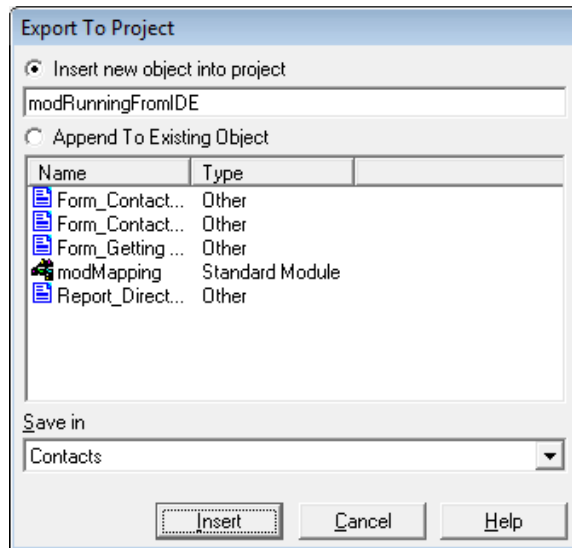 Export To Project
Insert new object into project
modRunningFromIDE
Append To Existing Object
Name Type
Form_Contact... Other
Form_Contact... Other
Form_Getting ... Other
modMapping Standard Module
Report_Direct... Other
Save in
Contacts
Insert Cancel Help